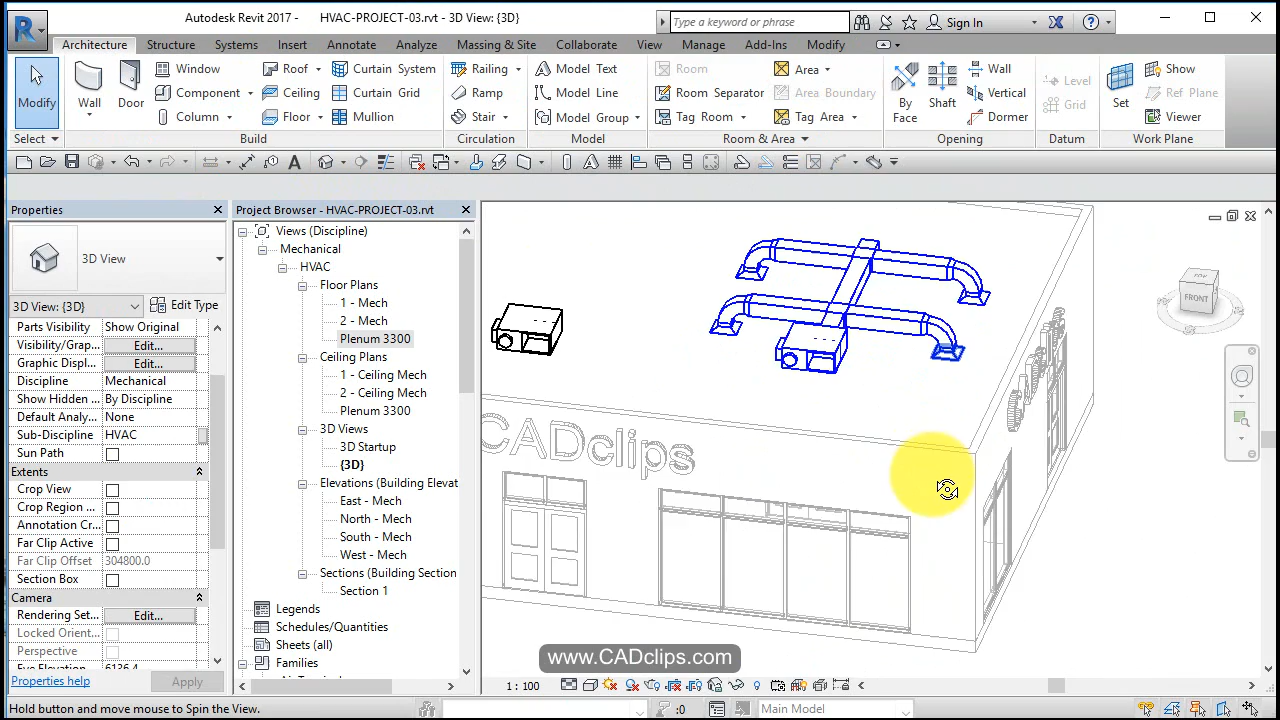 Autodesk Revit 2017 - HVAC-PROJECT-03.rvt - 3D View: {3D}
Type a keyword or phrase
Sign In
Architecture Structure Systems Insert Annotate Analyze Massing & Site Collaborate View Manage Add-Ins Modify
Modify
Wall
Door
Window
Component
Column
Roof
Ceiling
Floor
Curtain System
Curtain Grid
Mullion
Railing
Ramp
Stair
Model Text
Model Line
Model Group
Room
Room Separator
Tag Room
Area
Area Boundary
Tag Area
By Face
Shaft
Wall
Vertical
Dormer
Level
Grid
Set
Show
Ref Plane
Viewer
Select Build Circulation Model Room & Area Opening Datum Work Plane
Properties
3D View
3D View: {3D} Edit Type
Parts Visibility Show Original
Visibility/Grap... Edit...
Graphic Displ... Edit...
Discipline Mechanical
Show Hidden ... By Discipline
Default Analy... None
Sub-Discipline HVAC
Sun Path
Extents
Crop View
Crop Region ...
Annotation Cr...
Far Clip Active
Far Clip Offset 304800.0
Section Box
Camera
Rendering Set... Edit...
Locked Orient...
Perspective
Eye Elevation 6136.4
Properties help Apply
Project Browser - HVAC-PROJECT-03.rvt
Views (Discipline)
Mechanical
HVAC
Floor Plans
1 - Mech
2 - Mech
Plenum 3300
Ceiling Plans
1 - Ceiling Mech
2 - Ceiling Mech
Plenum 3300
3D Views
3D Startup
{3D}
Elevations (Building Elevat
East - Mech
North - Mech
South - Mech
West - Mech
Sections (Building Section
Section 1
Legends
Schedules/Quantities
Sheets (all)
Families
CADclips
FRONT
www.CADclips.com
1 : 100
Hold button and move mouse to Spin the View.
:0
Main Model